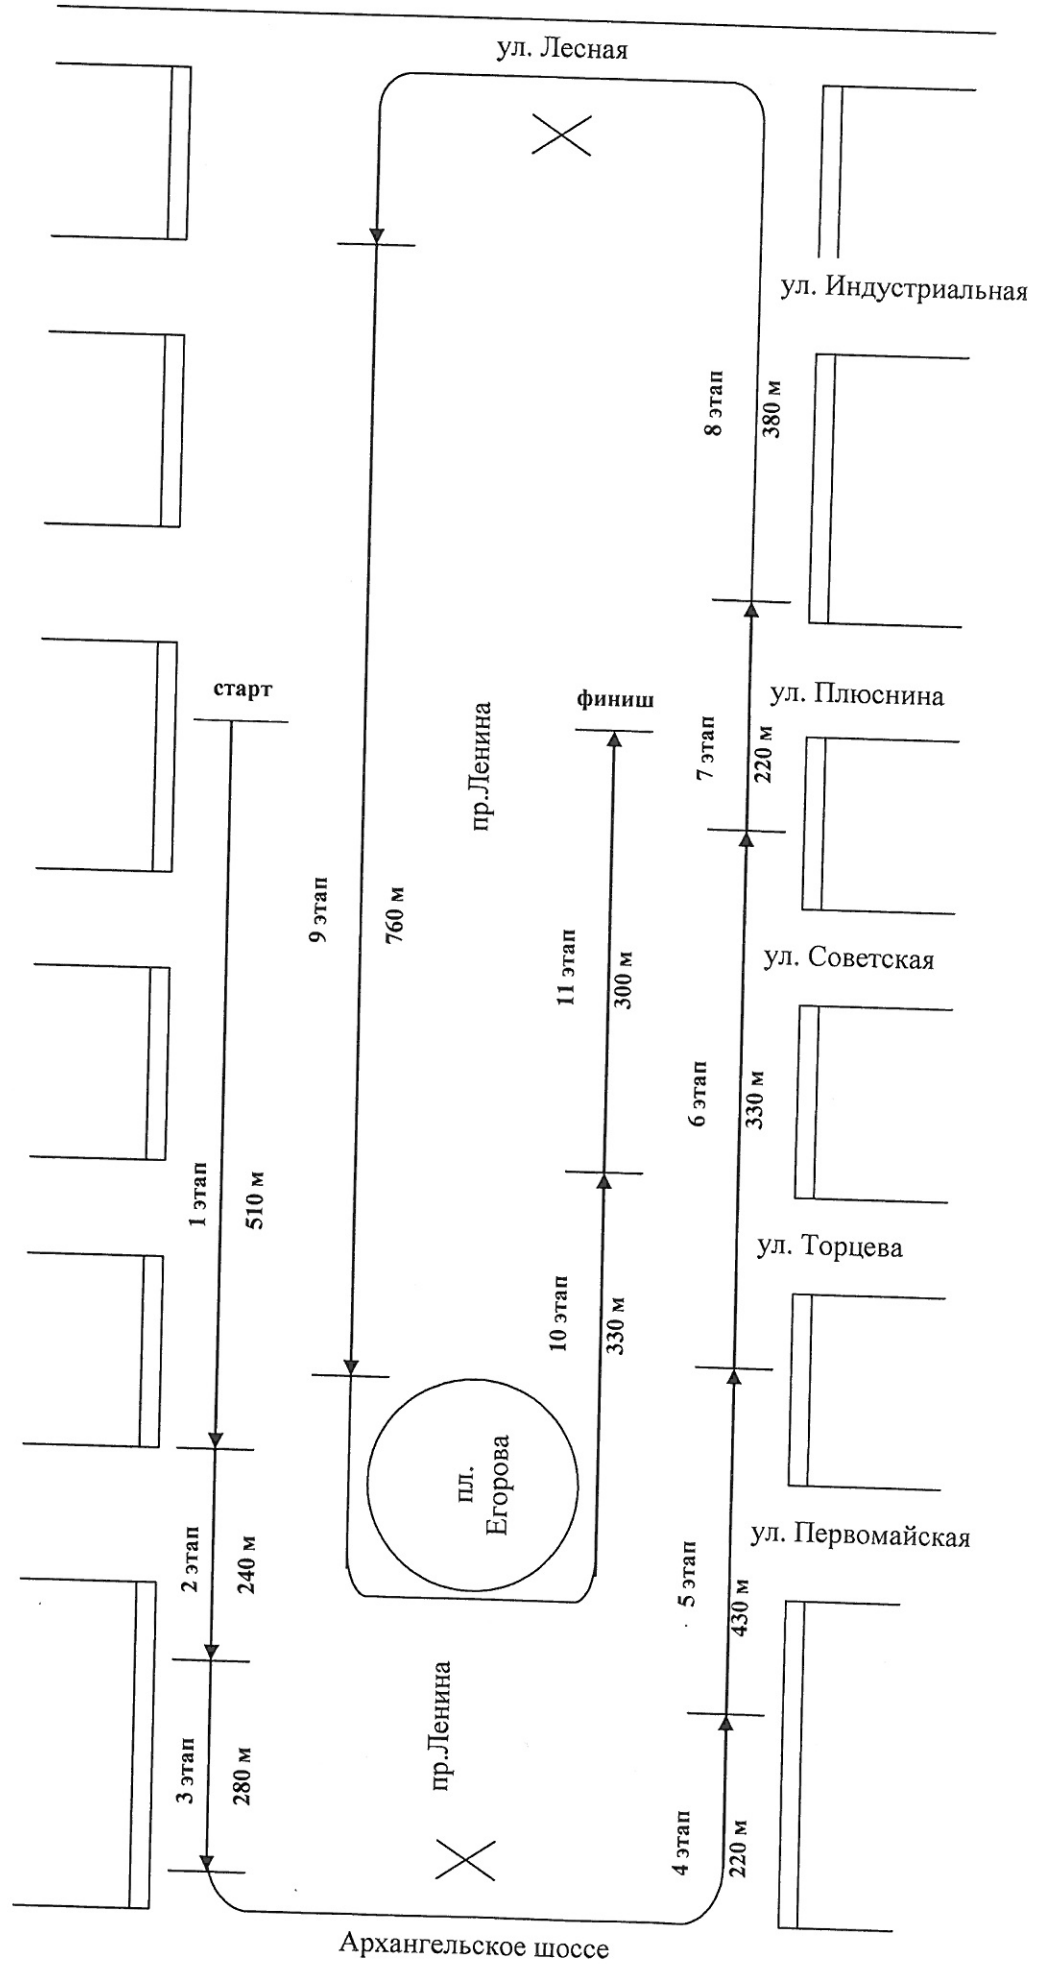 ул. Лесная
ул. Индустриальная
8 этап
380 м
старт
финиш
ул. Плюснина
пр.Ленина
7 этап
220 м
9 этап
760 м
11 этап
300 м
ул. Советская
6 этап
330 м
1 этап
510 м
ул. Торцева
10 этап
330 м
пл.
Егорова
ул. Первомайская
2 этап
240 м
5 этап
430 м
пр.Ленина
3 этап
280 м
4 этап
220 м
Архангельское шоссе